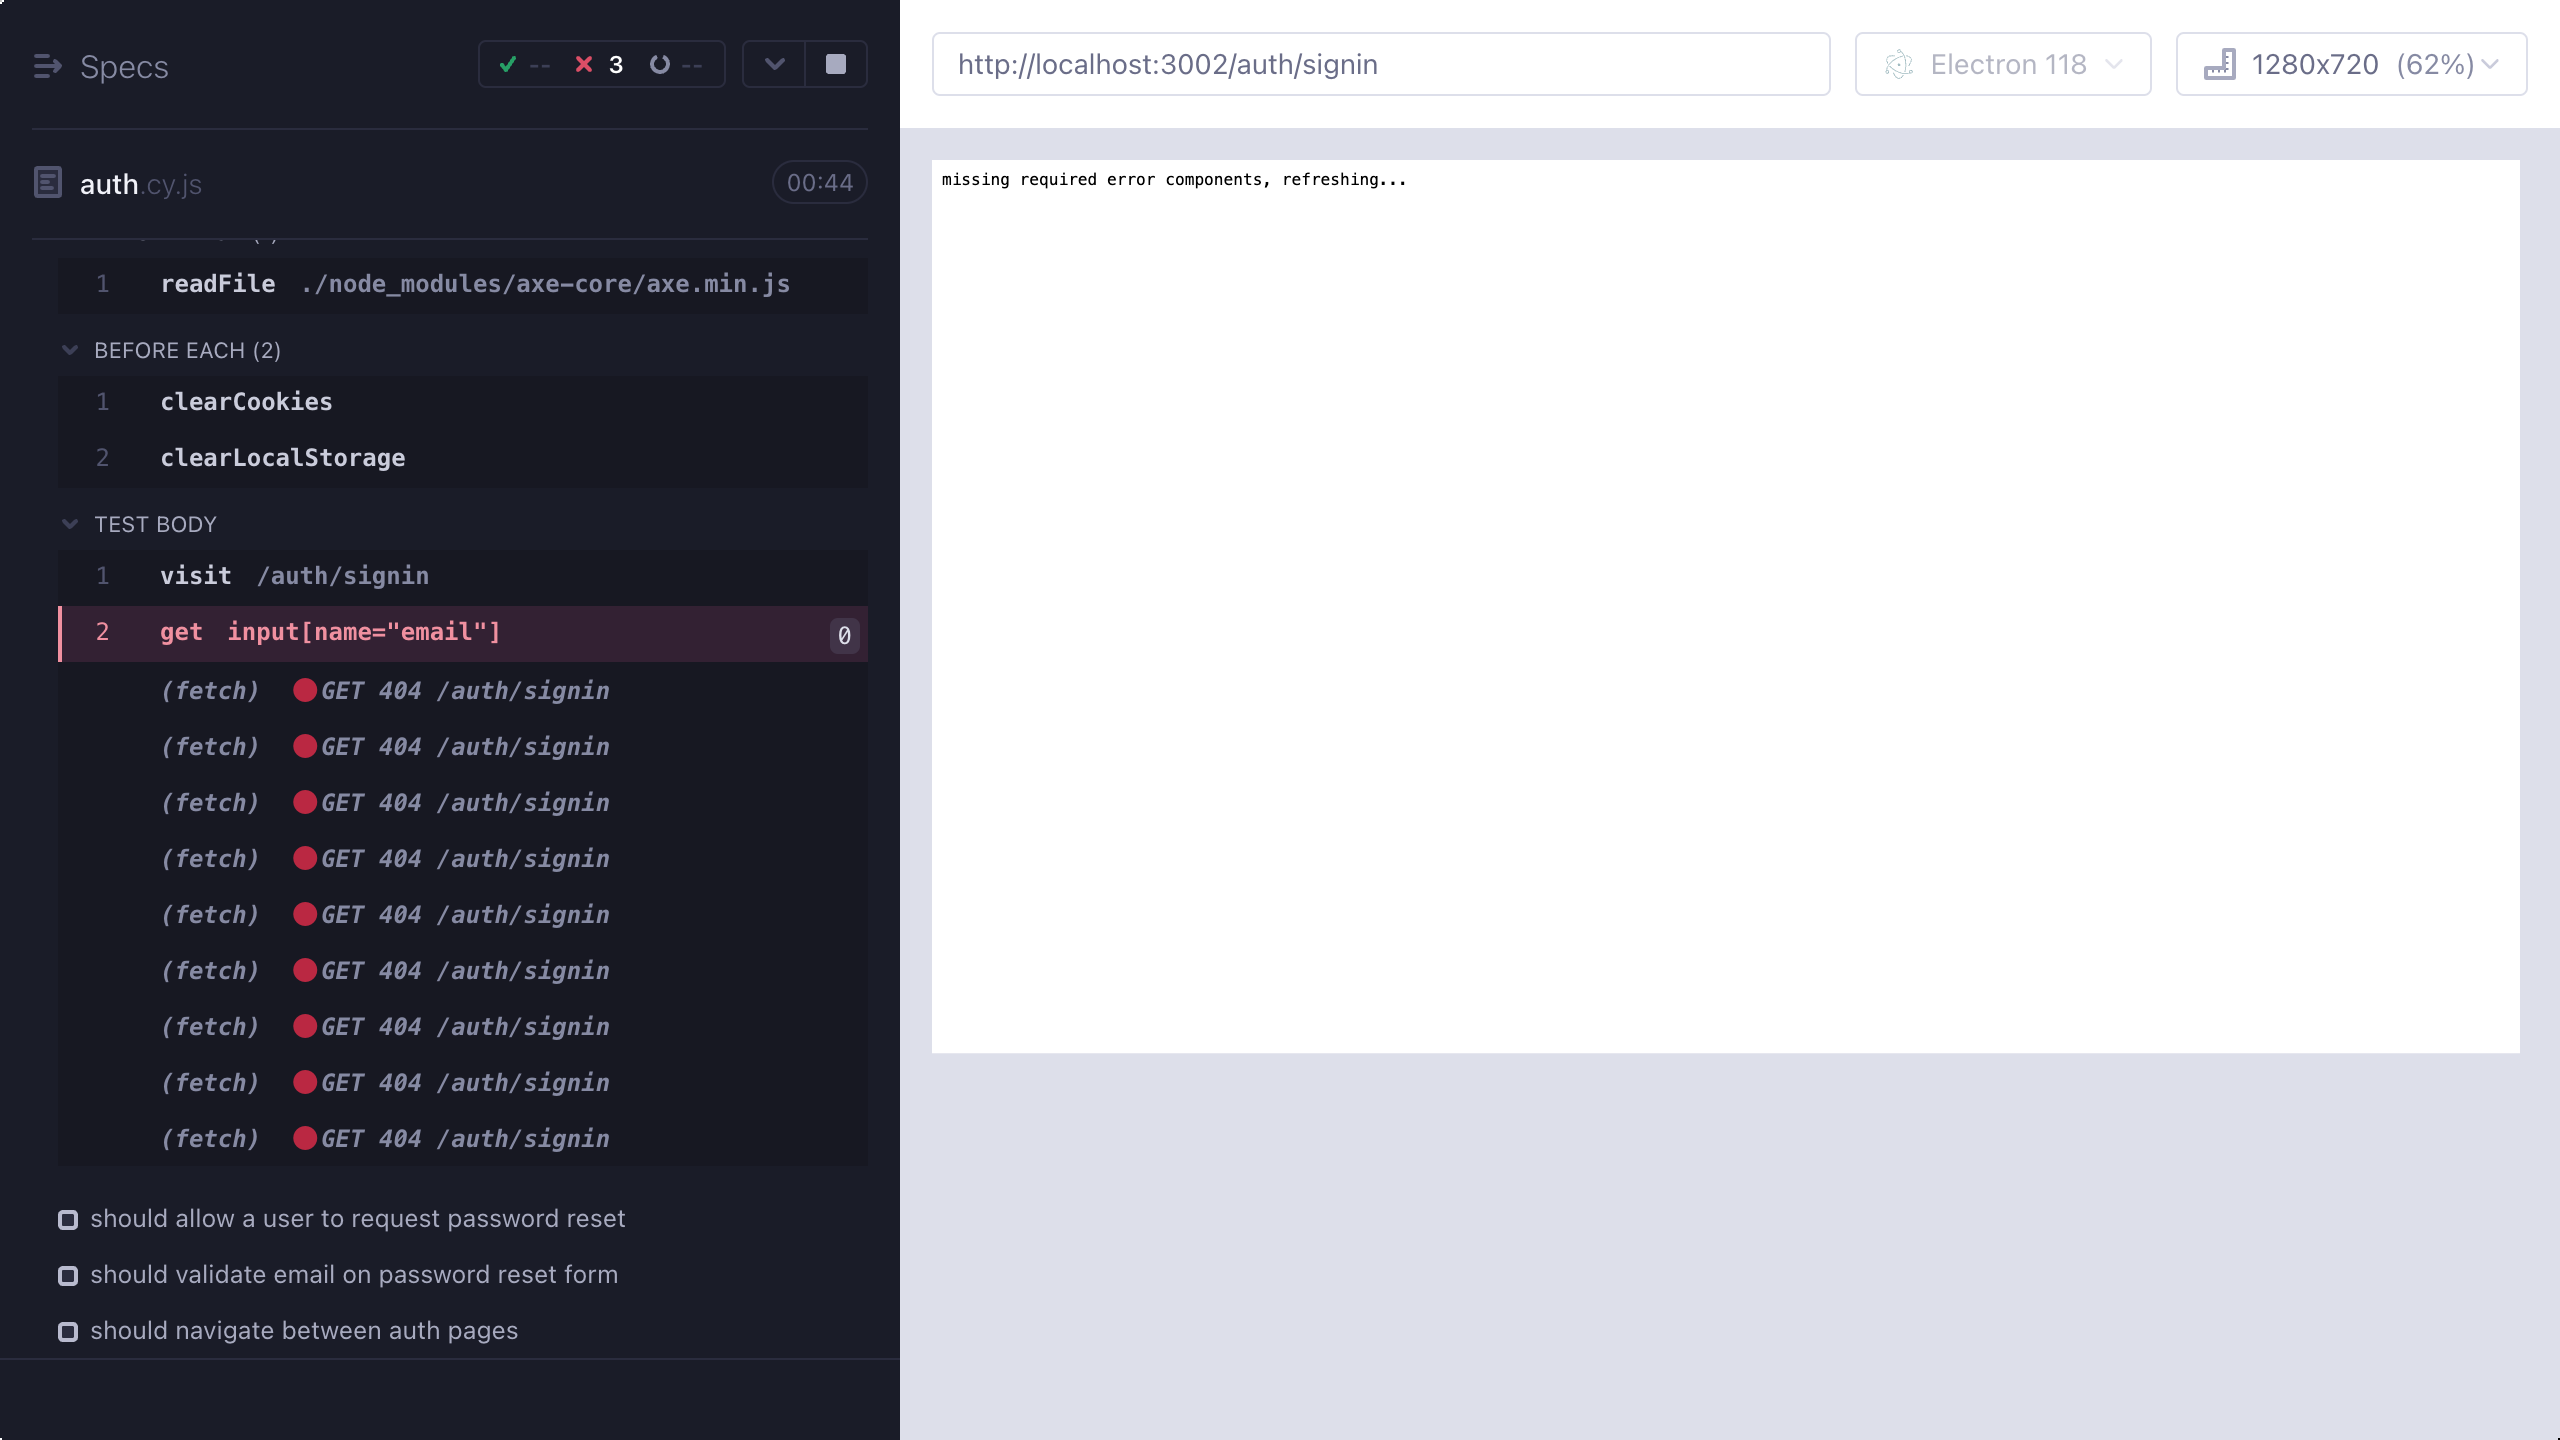 Specs
-- 3 --
auth.cy.js
00:44
1 readFile ./node_modules/axe-core/axe.min.js
BEFORE EACH (2)
1 clearCookies
2 clearLocalStorage
TEST BODY
1 visit /auth/signin
2 get input[name="email"] 0
(fetch) GET 404 /auth/signin
(fetch) GET 404 /auth/signin
(fetch) GET 404 /auth/signin
(fetch) GET 404 /auth/signin
(fetch) GET 404 /auth/signin
(fetch) GET 404 /auth/signin
(fetch) GET 404 /auth/signin
(fetch) GET 404 /auth/signin
(fetch) GET 404 /auth/signin
should allow a user to request password reset
should validate email on password reset form
should navigate between auth pages
http://localhost:3002/auth/signin
Electron 118
1280x720 (62%)
missing required error components, refreshing...